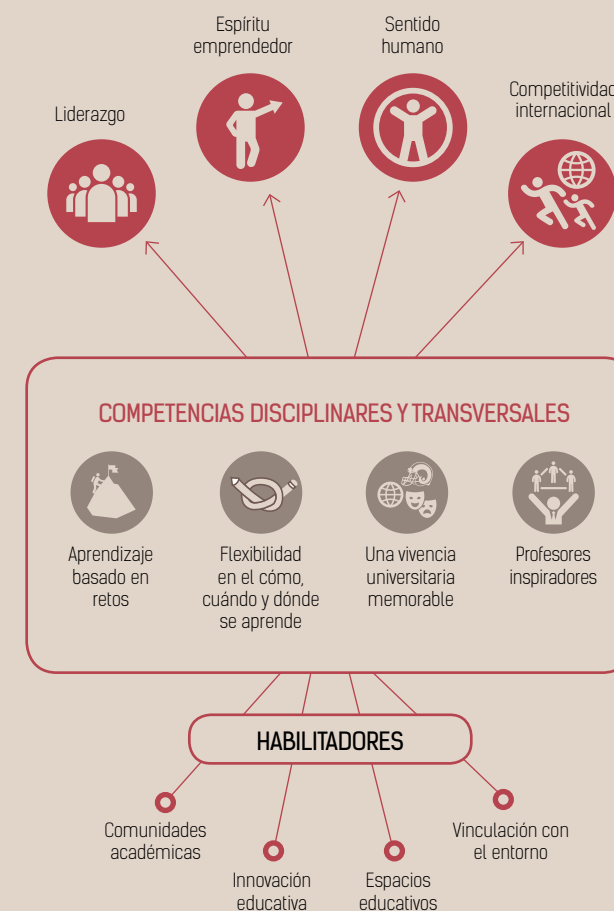 Espíritu
emprendedor
Sentido
humano
Liderazgo
Competitividad
internacional
COMPETENCIAS DISCIPLINARES Y TRANSVERSALES
Aprendizaje
basado en
retos
Flexibilidad
en el cómo,
cuándo y dónde
se aprende
Una vivencia
universitaria
memorable
Profesores
inspiradores
HABILITADORES
Comunidades
académicas
Innovación
educativa
Espacios
educativos
Vinculación con
el entorno